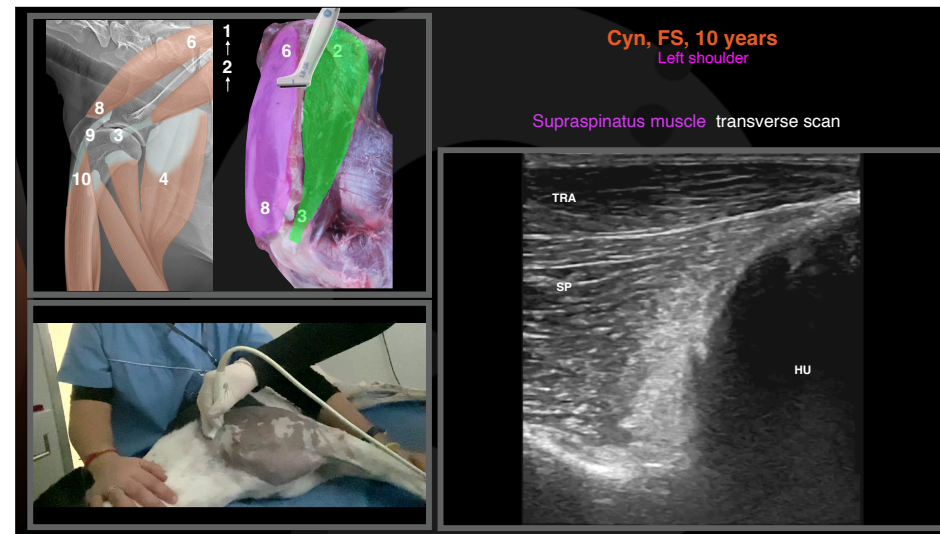 Cyn, FS, 10 years
Left shoulder
Supraspinatus muscle transverse scan
6
1
2
8
9
3
10
4
6
2
8
3
TRA
SP
HU